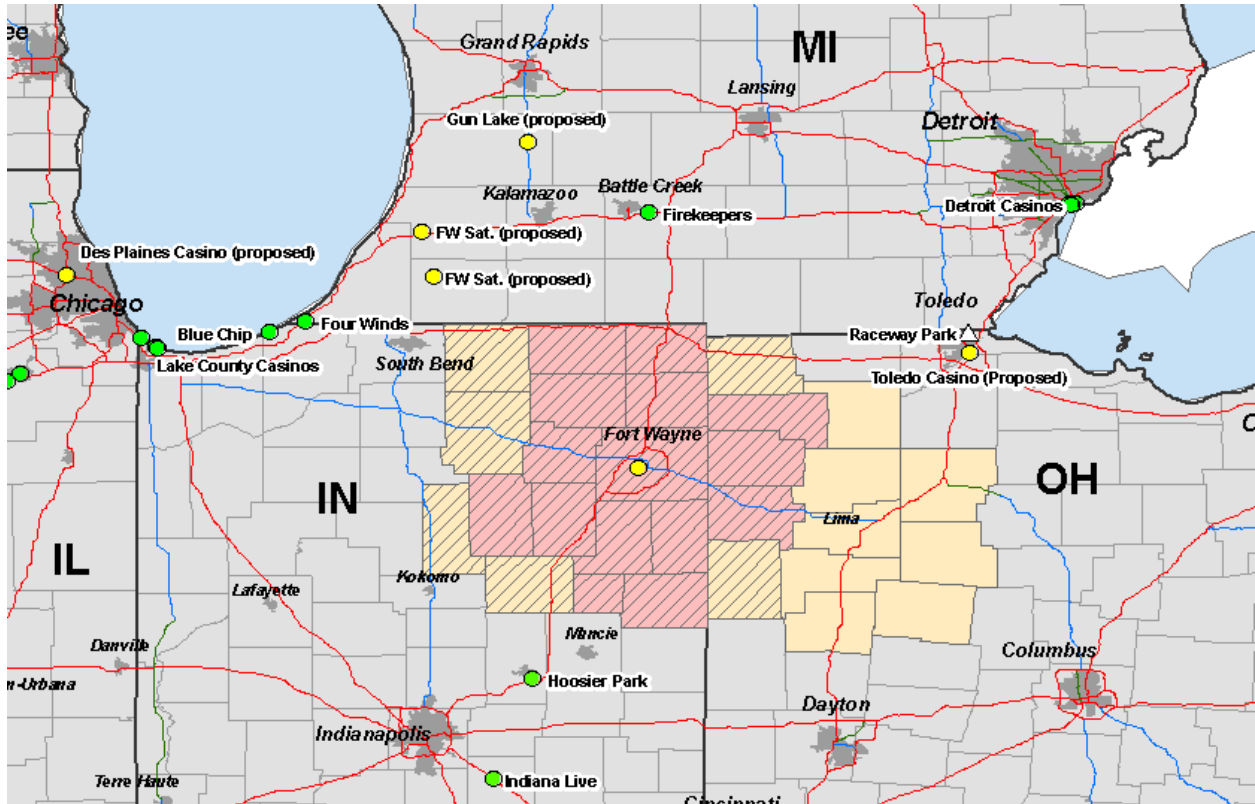 ee
Grand Rapids
MI
Lansing
Gun Lake (proposed)
Detroit
Kalamazoo
Battle Creek
Firekeepers
Detroit Casinos
FW Sat. (proposed)
Des Plaines Casino (proposed)
FW Sat. (proposed)
Chicago
Toledo
Blue Chip
Four Winds
Raceway Park
Lake County Casinos
South Bend
Toledo Casino (Proposed)
C
Fort Wayne
IN
OH
Lima
IL
Kokomo
Lafayette
Muncie
Danville
Columbus
n-Urbana
Hoosier Park
Dayton
Indianapolis
Terre Haute
Indiana Live
Cincinnati